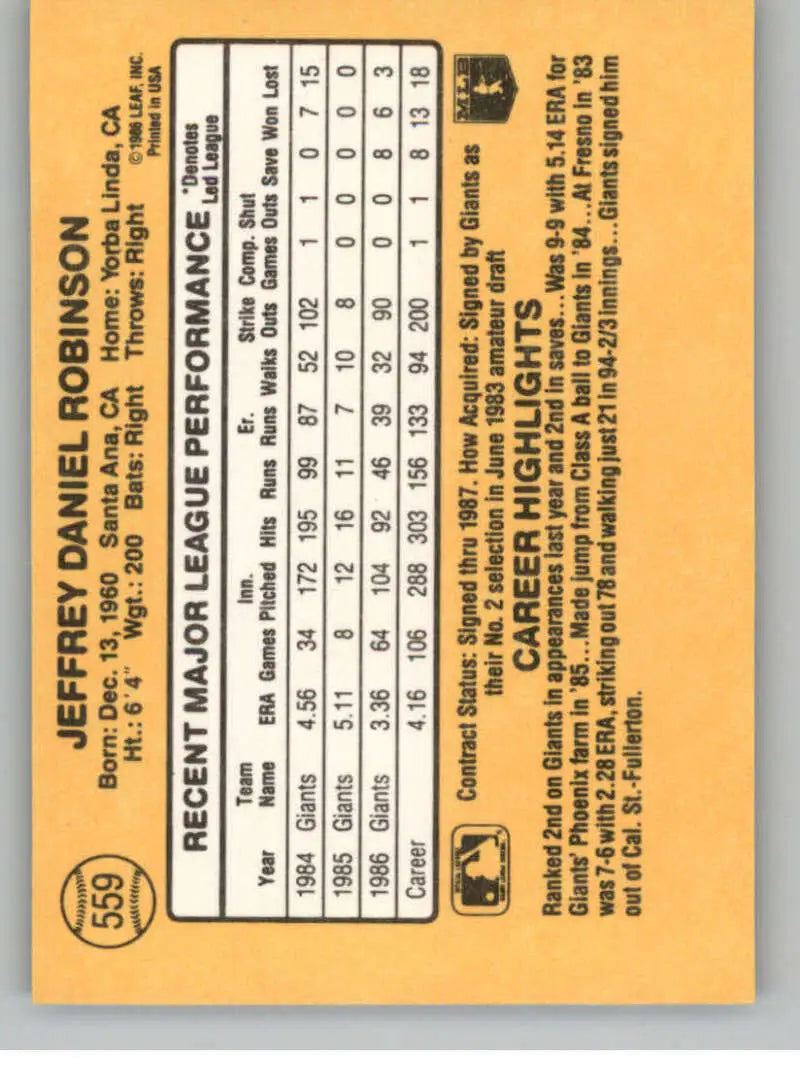 559
JEFFREY DANIEL ROBINSON
Born: Dec. 13, 1960 Santa Ana, CA Home: Yorba Linda, CA
Ht.: 6' 4" Wgt.: 200 Bats: Right Throws: Right
©1986 LEAF, INC.
Printed in USA
RECENT MAJOR LEAGUE PERFORMANCE *Denotes
Led League
Team Inn. Er. Strike Comp. Shut
Year Name ERA Games Pitched Hits Runs Runs Walks Outs Games Outs Save Won Lost
1984 Giants 4.56 34 172 195 99 87 52 102 1 1 0 7 15
1985 Giants 5.11 8 12 16 11 7 10 8 0 0 0 0 0
1986 Giants 3.36 64 104 92 46 39 32 90 0 0 8 6 3
Career 4.16 106 288 303 156 133 94 200 1 1 8 13 18
Contract Status: Signed thru 1987. How Acquired: Signed by Giants as
their No. 2 selection in June 1983 amateur draft
MLB
CAREER HIGHLIGHTS
Ranked 2nd on Giants in appearances last year and 2nd in saves...Was 9-9 with 5.14 ERA for
Giants' Phoenix farm in '85...Made jump from Class A ball to Giants in '84...At Fresno in '83
was 7-6 with 2.28 ERA, striking out 78 and walking just 21 in 94-2/3 innings...Giants signed him
out of Cal. St.-Fullerton.